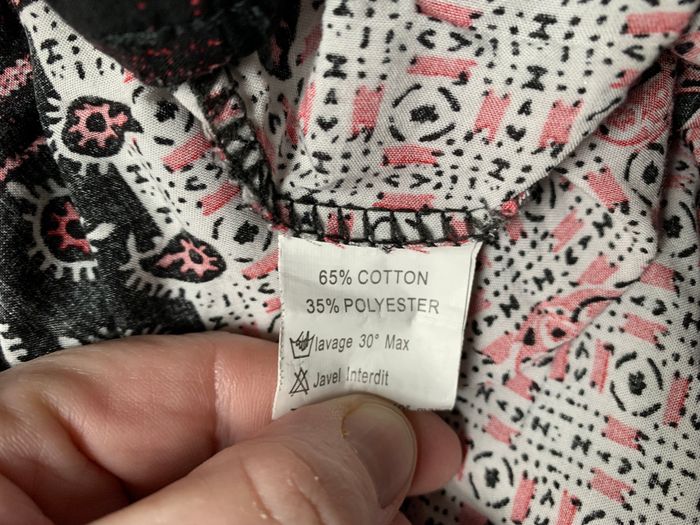 65% COTTON
35% POLYESTER
lavage 30° Max
Javel Interdit